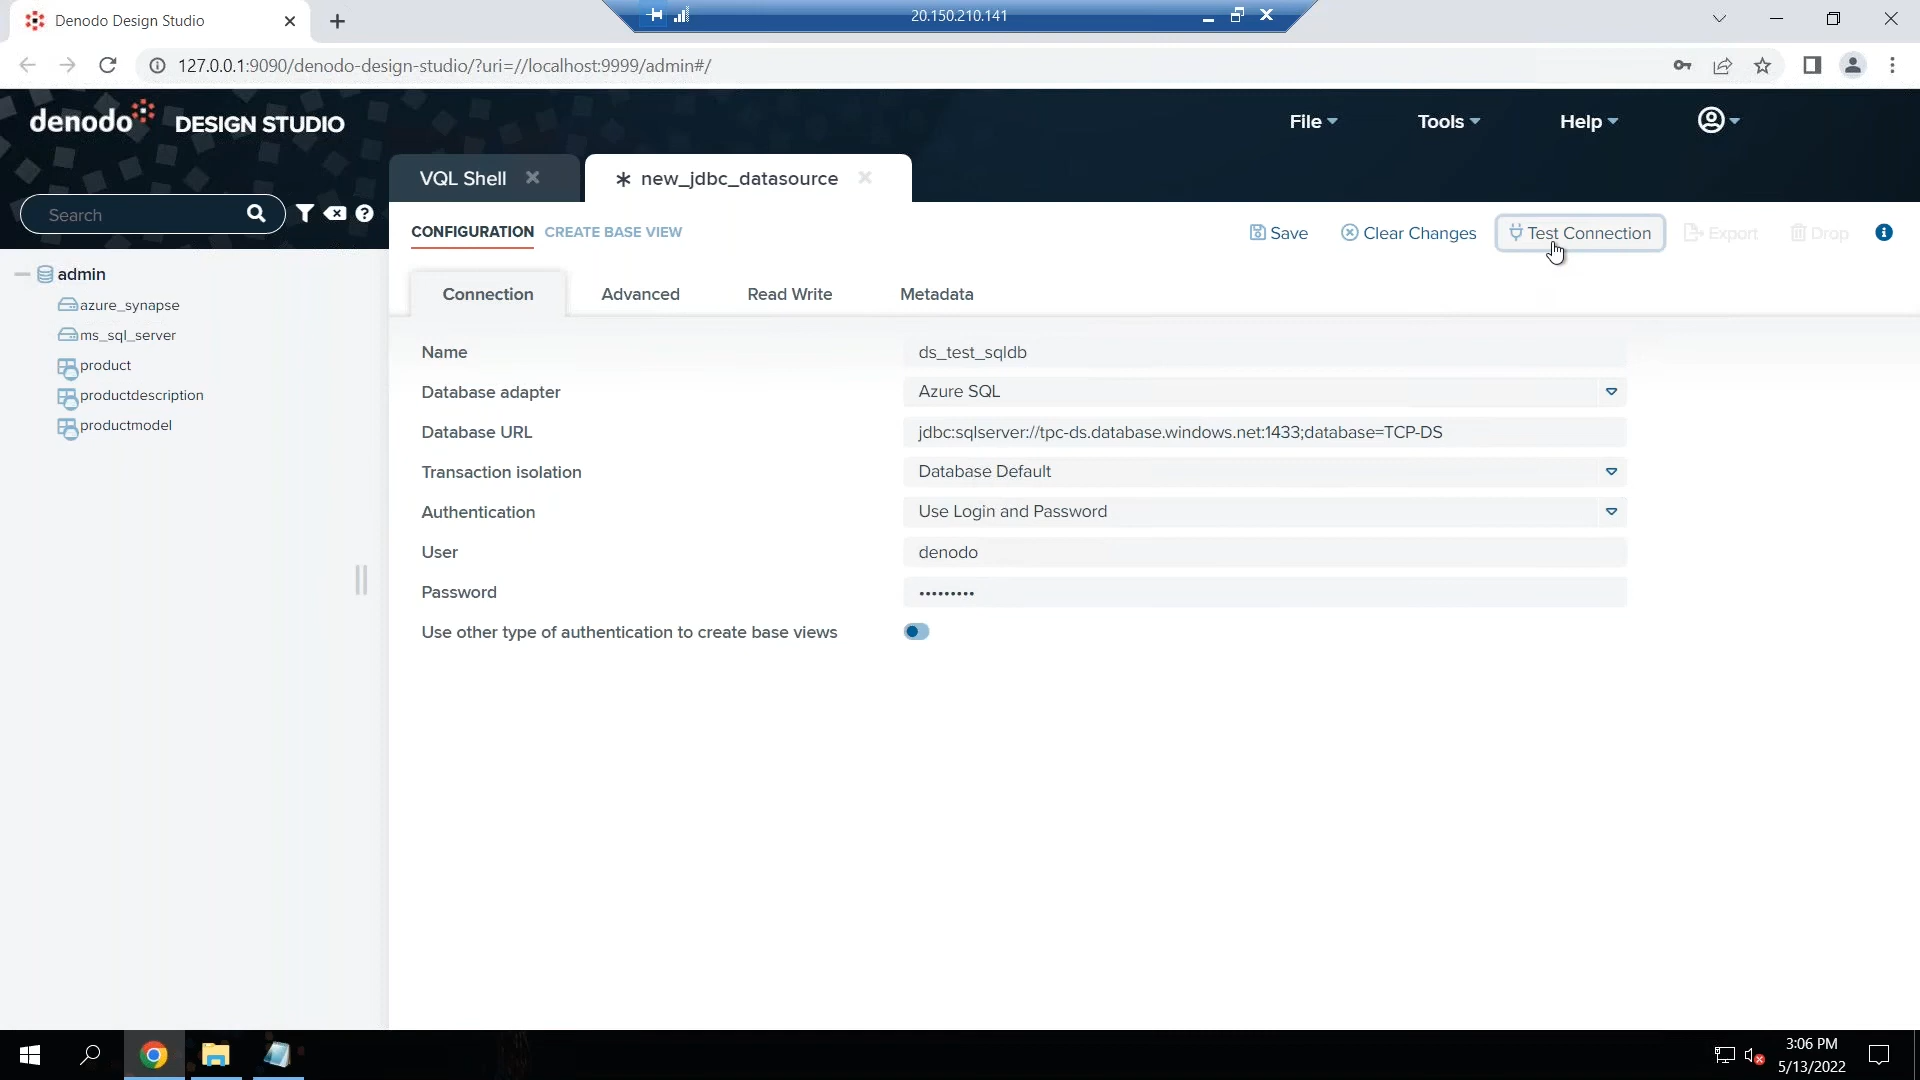 Denodo Design Studio
20.150.210.141
127.0.0.1:9090/denodo-design-studio/?uri=//localhost:9999/admin#/
denodo DESIGN STUDIO
File
Tools
Help
VQL Shell
* new_jdbc_datasource
Search
CONFIGURATION
CREATE BASE VIEW
Save
Clear Changes
Test Connection
Export
Drop
admin
azure_synapse
ms_sql_server
product
productdescription
productmodel
Connection
Advanced
Read Write
Metadata
Name
ds_test_sqldb
Database adapter
Azure SQL
Database URL
jdbc:sqlserver://tpc-ds.database.windows.net:1433;database=TCP-DS
Transaction isolation
Database Default
Authentication
Use Login and Password
User
denodo
Password
•••••••••
Use other type of authentication to create base views
3:06 PM
5/13/2022